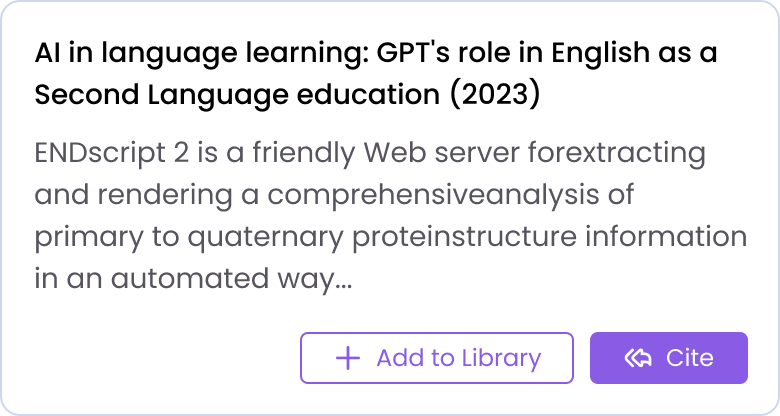 AI in language learning: GPT's role in English as a
Second Language education (2023)
ENDscript 2 is a friendly Web server forextracting
and rendering a comprehensiveanalysis of
primary to quaternary proteinstructure information
in an automated way...
Add to Library
Cite